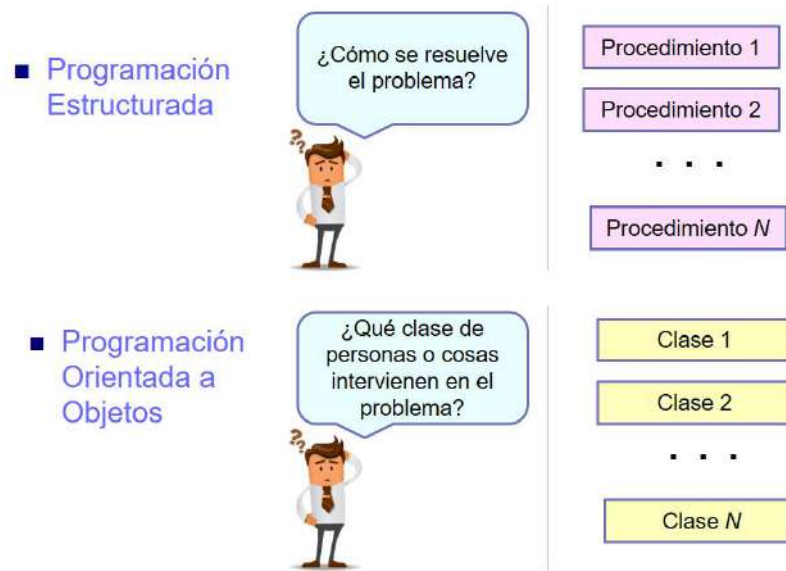 ■ Programación
Estructurada
¿Cómo se resuelve
el problema?
??
Procedimiento 1
Procedimiento 2
. . .
Procedimiento N
■ Programación
Orientada a
Objetos
¿Qué clase de
personas o cosas
intervienen en el
problema?
??
Clase 1
Clase 2
. . .
Clase N